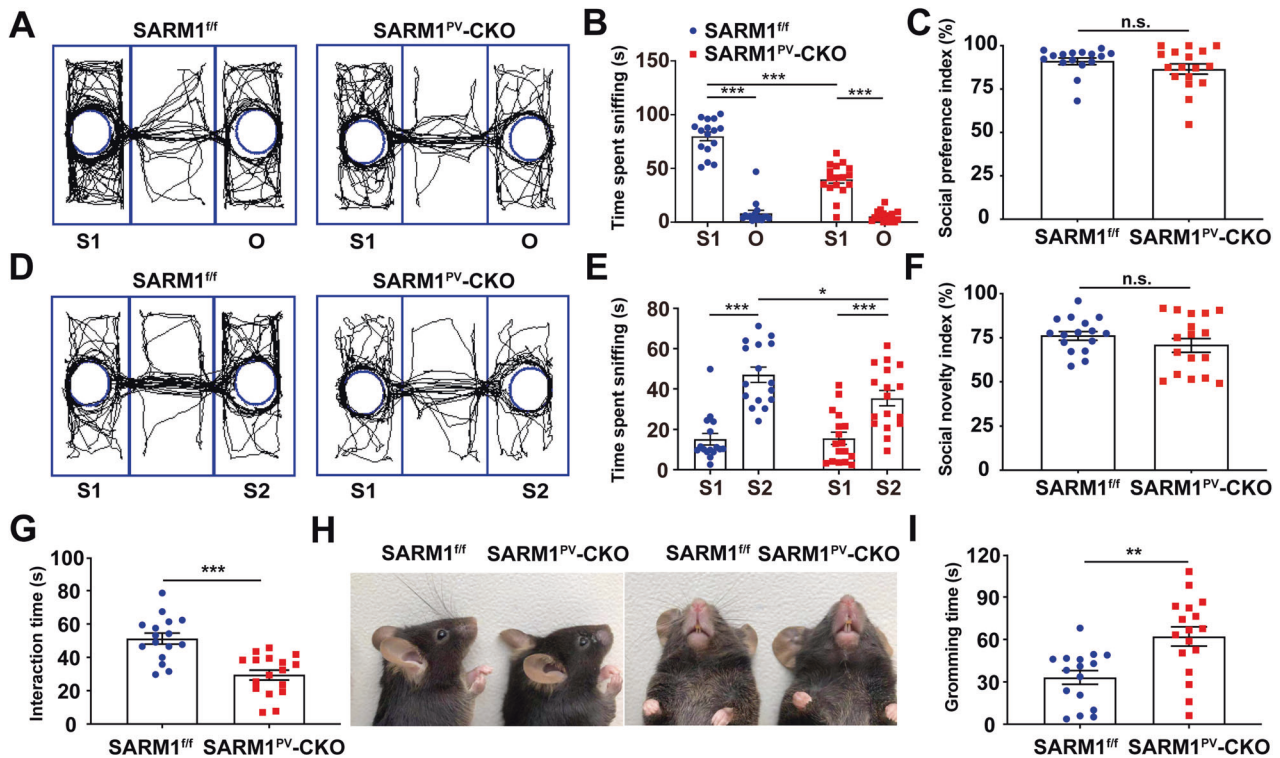 A
SARM1f/f
SARM1PV-CKO
S1
O
S1
O
B
SARM1f/f
SARM1PV-CKO
Time spent sniffing (s)
150
100
50
0
***
***
***
S1
O
S1
O
C
Social preference index (%)
100
75
50
25
0
n.s.
SARM1f/f
SARM1PV-CKO
D
SARM1f/f
SARM1PV-CKO
S1
S2
S1
S2
E
Time spent sniffing (s)
80
60
40
20
0
***
*
***
S1
S2
S1
S2
F
Social novelty index (%)
100
75
50
25
0
n.s.
SARM1f/f
SARM1PV-CKO
G
Interaction time (s)
100
80
60
40
20
0
***
SARM1f/f
SARM1PV-CKO
H
SARM1f/f
SARM1PV-CKO
SARM1f/f
SARM1PV-CKO
I
Gromming time (s)
120
90
60
30
0
**
SARM1f/f
SARM1PV-CKO